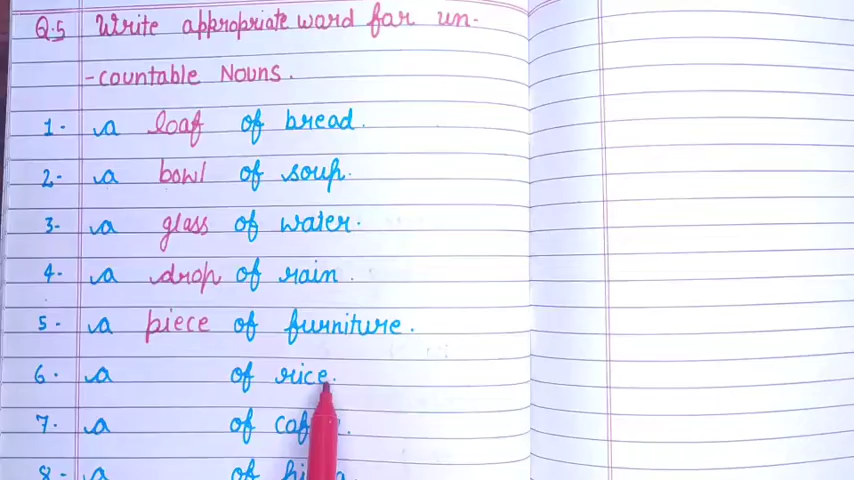 Q.5 Write appropriate word for un-
-countable Nouns.
1. a loaf of bread.
2. a bowl of soup.
3. a glass of water.
4. a drop of rain.
5. a piece of furniture.
6. a of rice.
7. a of
8. a of